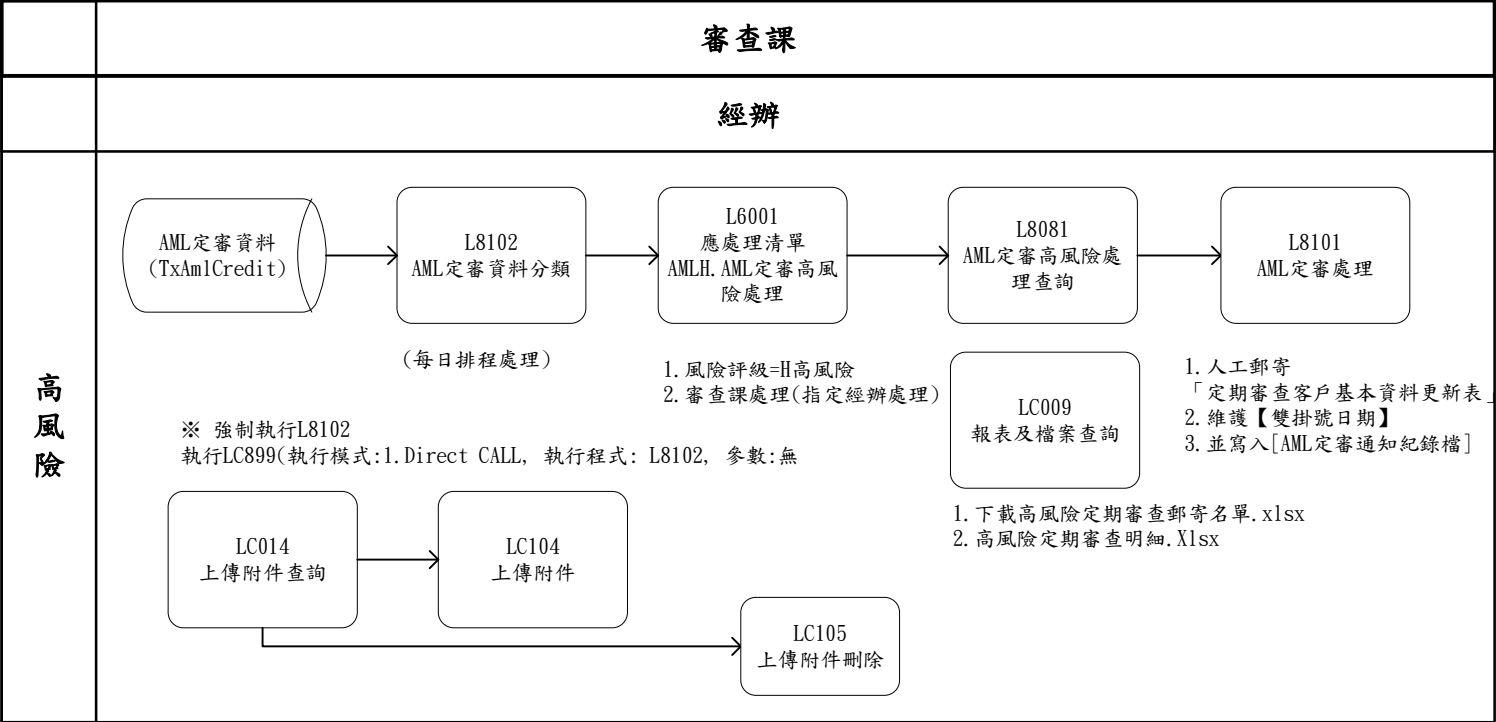 審查課
經辦
高風險
AML定審資料
(TxAmlCredit)
L8102
AML定審資料分類
L6001
應處理清單
AMLH.AML定審高風
險處理
L8081
AML定審高風險處
理查詢
L8101
AML定審處理
(每日排程處理)
1.風險評級=H高風險
2.審查課處理(指定經辦處理)
LC009
報表及檔案查詢
1.人工郵寄
「定期審查客戶基本資料更新表」
2.維護【雙掛號日期】
3.並寫入[AML定審通知紀錄檔]
※ 強制執行L8102
執行LC899(執行模式:1.Direct CALL, 執行程式: L8102, 參數:無
1.下載高風險定期審查郵寄名單.xlsx
2.高風險定期審查明細.Xlsx
LC014
上傳附件查詢
LC104
上傳附件
LC105
上傳附件刪除